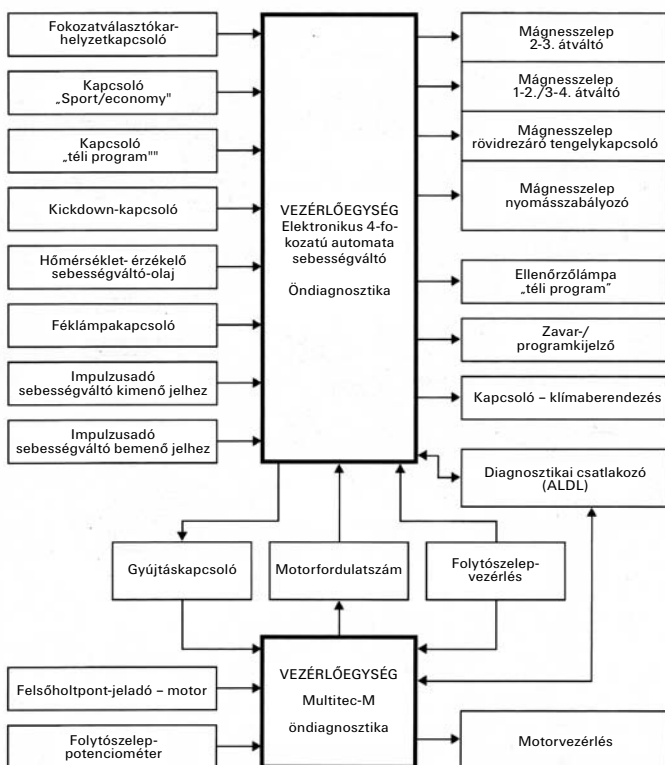 Fokozatválasztókar-
helyzetkapcsoló
Kapcsoló
„Sport/economy"
Kapcsoló
„téli program""
Kickdown-kapcsoló
Hőmérséklet- érzékelő
sebességváltó-olaj
Féklámpakapcsoló
Impulzusadó
sebességváltó kimenő jelhez
Impulzusadó
sebességváltó bemenő jelhez
VEZÉRLŐEGYSÉG
Elektronikus 4-fo-
kozatú automata
sebességváltó
Öndiagnosztika
Mágnesszelep
2-3. átváltó
Mágnesszelep
1-2./3-4. átváltó
Mágnesszelep
rövidrezáró tengelykapcsoló
Mágnesszelep
nyomásszabályozó
Ellenőrzőlámpa
„téli program”
Zavar-/
programkijelző
Kapcsoló – klímaberendezés
Diagnosztikai csatlakozó
(ALDL)
Gyújtáskapcsoló
Motorfordulatszám
Folytószelep-
vezérlés
Felsőholtpont-jeladó – motor
Folytószelep-
potenciométer
VEZÉRLŐEGYSÉG
Multitec-M
öndiagnosztika
Motorvezérlés